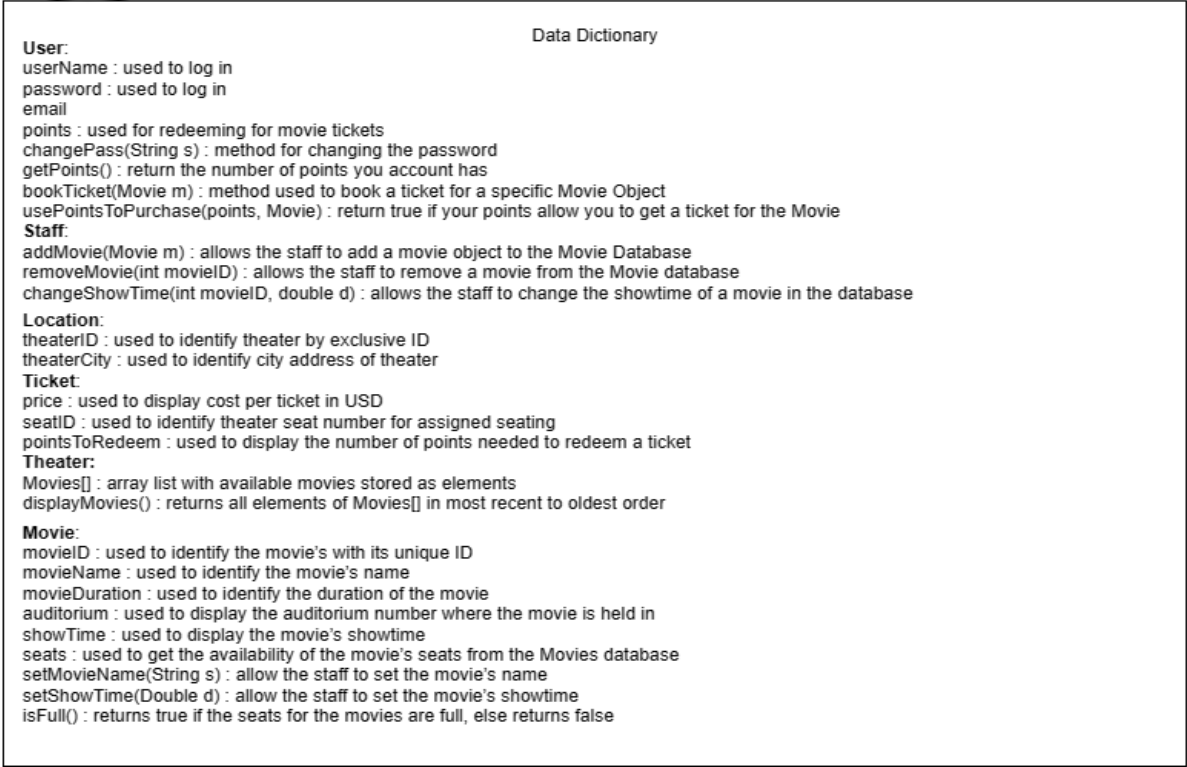 Data Dictionary
User:
userName : used to log in
password : used to log in
email
points : used for redeeming for movie tickets
changePass(String s) : method for changing the password
getPoints() : return the number of points you account has
bookTicket(Movie m) : method used to book a ticket for a specific Movie Object
usePointsToPurchase(points, Movie) : return true if your points allow you to get a ticket for the Movie
Staff:
addMovie(Movie m) : allows the staff to add a movie object to the Movie Database
removeMovie(int movieID) : allows the staff to remove a movie from the Movie database
changeShowTime(int movieID, double d) : allows the staff to change the showtime of a movie in the database
Location:
theaterID : used to identify theater by exclusive ID
theaterCity : used to identify city address of theater
Ticket:
price : used to display cost per ticket in USD
seatID : used to identify theater seat number for assigned seating
pointsToRedeem : used to display the number of points needed to redeem a ticket
Theater:
Movies[] : array list with available movies stored as elements
displayMovies() : returns all elements of Movies[] in most recent to oldest order
Movie:
movieID : used to identify the movie's with its unique ID
movieName : used to identify the movie's name
movieDuration : used to identify the duration of the movie
auditorium : used to display the auditorium number where the movie is held in
showTime : used to display the movie's showtime
seats : used to get the availability of the movie's seats from the Movies database
setMovieName(String s) : allow the staff to set the movie's name
setShowTime(Double d) : allow the staff to set the movie's showtime
isFull() : returns true if the seats for the movies are full, else returns false